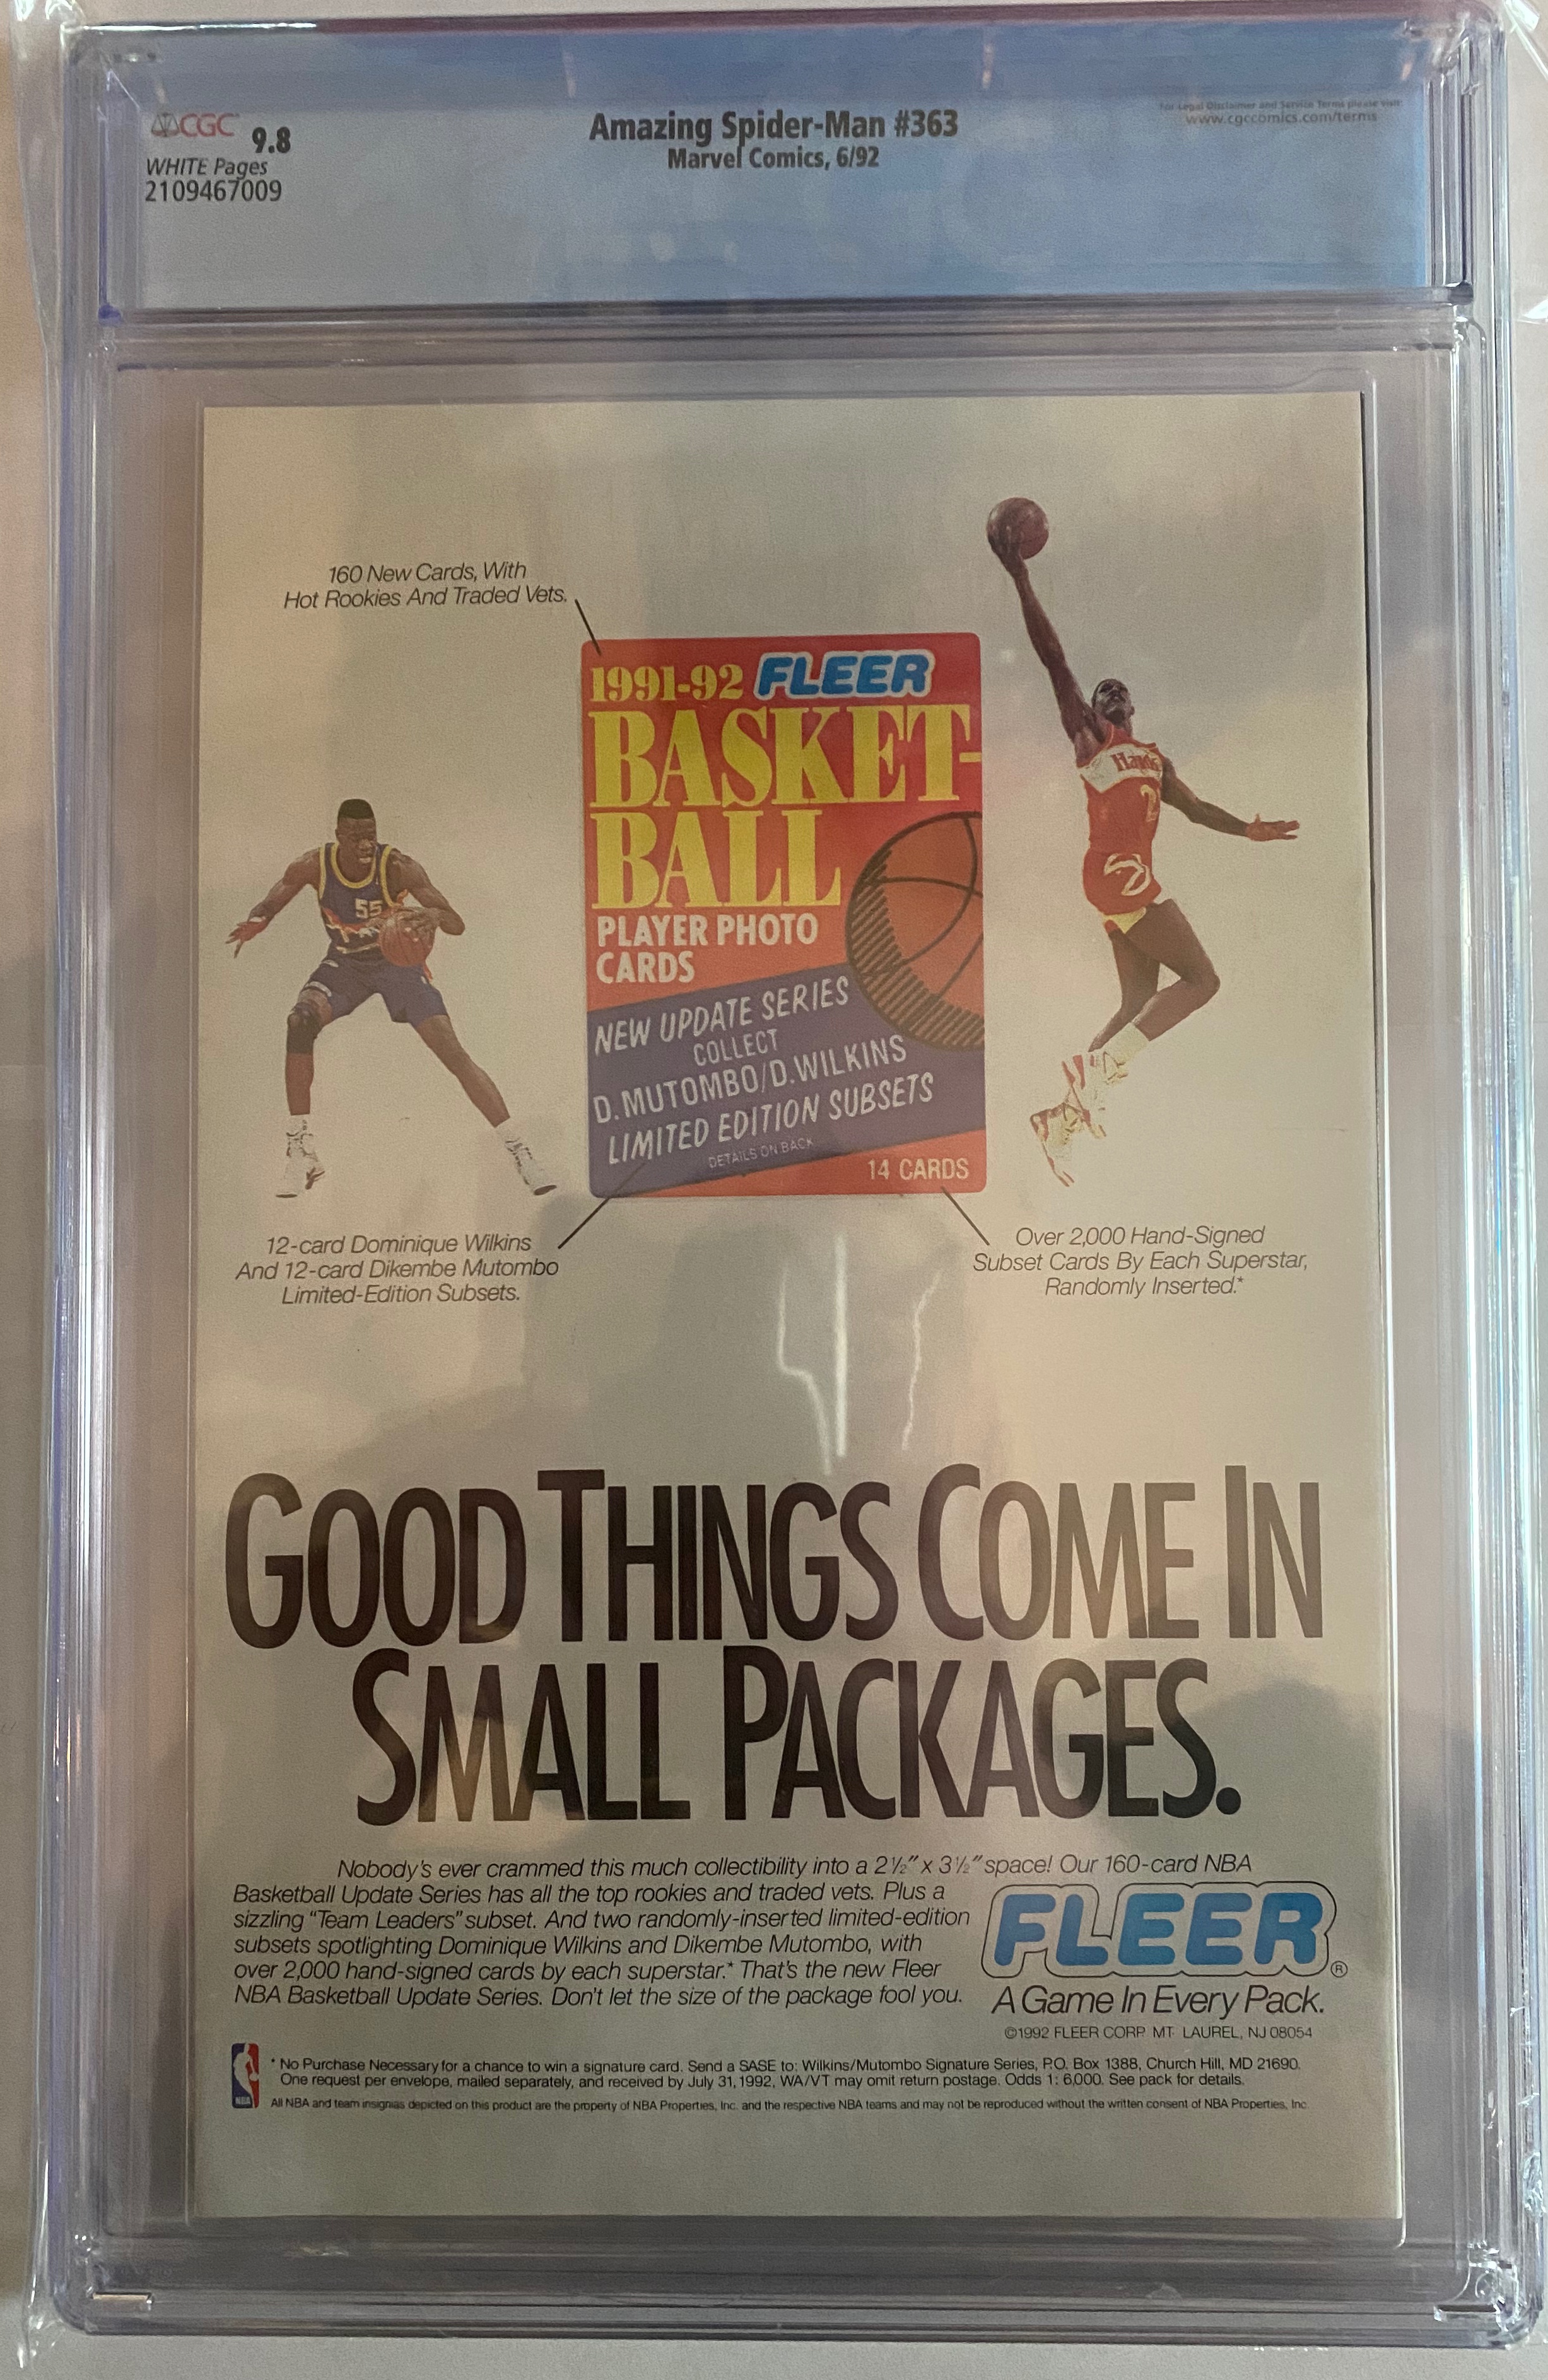 CGC 9.8
WHITE Pages
2109467009
Amazing Spider-Man #363
Marvel Comics, 6/92
For Legal Disclaimer and Service Terms please visit
www.cgccomics.com/terms
160 New Cards, With
Hot Rookies And Traded Vets.
1991-92 FLEER
BASKET-
BALL
PLAYER PHOTO
CARDS
NEW UPDATE SERIES
COLLECT
D. MUTOMBO/D. WILKINS
LIMITED EDITION SUBSETS
DETAILS ON BACK
14 CARDS
55
Hawks
2
12-card Dominique Wilkins
And 12-card Dikembe Mutombo
Limited-Edition Subsets.
Over 2,000 Hand-Signed
Subset Cards By Each Superstar,
Randomly Inserted.*
GOOD THINGS COME IN
SMALL PACKAGES.
Nobody's ever crammed this much collectibility into a 2½" x 3½" space! Our 160-card NBA
Basketball Update Series has all the top rookies and traded vets. Plus a
sizzling "Team Leaders" subset. And two randomly-inserted limited-edition
subsets spotlighting Dominique Wilkins and Dikembe Mutombo, with
over 2,000 hand-signed cards by each superstar.* That's the new Fleer
NBA Basketball Update Series. Don't let the size of the package fool you.
FLEER®
A Game In Every Pack.
©1992 FLEER CORP. MT. LAUREL, NJ 08054
NBA
* No Purchase Necessary for a chance to win a signature card. Send a SASE to: Wilkins/Mutombo Signature Series, P.O. Box 1388, Church Hill, MD 21690.
One request per envelope, mailed separately, and received by July 31, 1992, WA/VT may omit return postage. Odds 1: 6,000. See pack for details.
All NBA and team insignias depicted on this product are the property of NBA Properties, Inc. and the respective NBA teams and may not be reproduced without the written consent of NBA Properties, Inc.